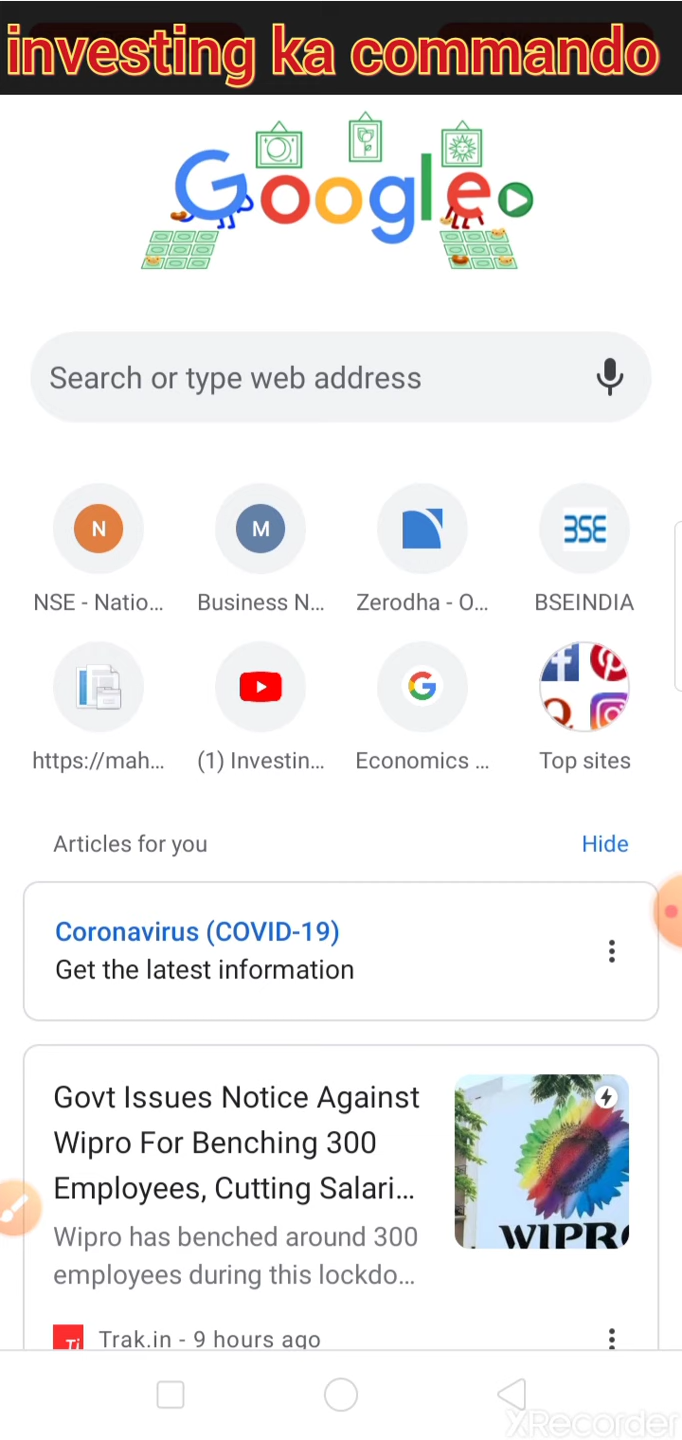 investing ka commando
Google
Search or type web address
N
M
BSE
NSE - Natio...
Business N...
Zerodha - O...
BSEINDIA
https://mah...
(1) Investin...
Economics ...
Top sites
Articles for you
Hide
Coronavirus (COVID-19)
Get the latest information
Govt Issues Notice Against
Wipro For Benching 300
Employees, Cutting Salari...
Wipro has benched around 300
employees during this lockdo...
WIPRO
Ti
Trak.in - 9 hours ago
XRecorder